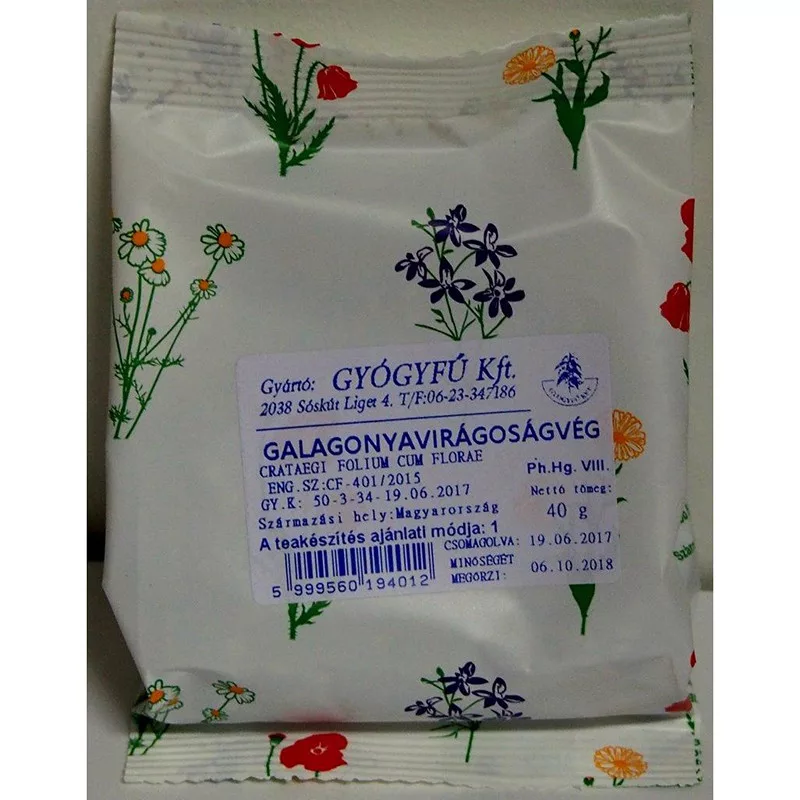 Gyártó: GYÓGYFŰ Kft.
2038 Sóskút Liget 4. T/F:06-23-347186
GYÓGYFŰ KFT.
GALAGONYAVIRÁGOSÁGVÉG
CRATAEGI FOLIUM CUM FLORAE
Ph.Hg. VIII.
ENG.SZ:CF-401/2015
GY.K: 50-3-34-19.06.2017
Nettó tömeg:
40 g
Származási hely:Magyarország
A teakészítés ajánlati módja: 1
CSOMAGOLVA: 19.06.2017
MINŐSÉGÉT
MEGŐRZI: 06.10.2018
5 999560 194012